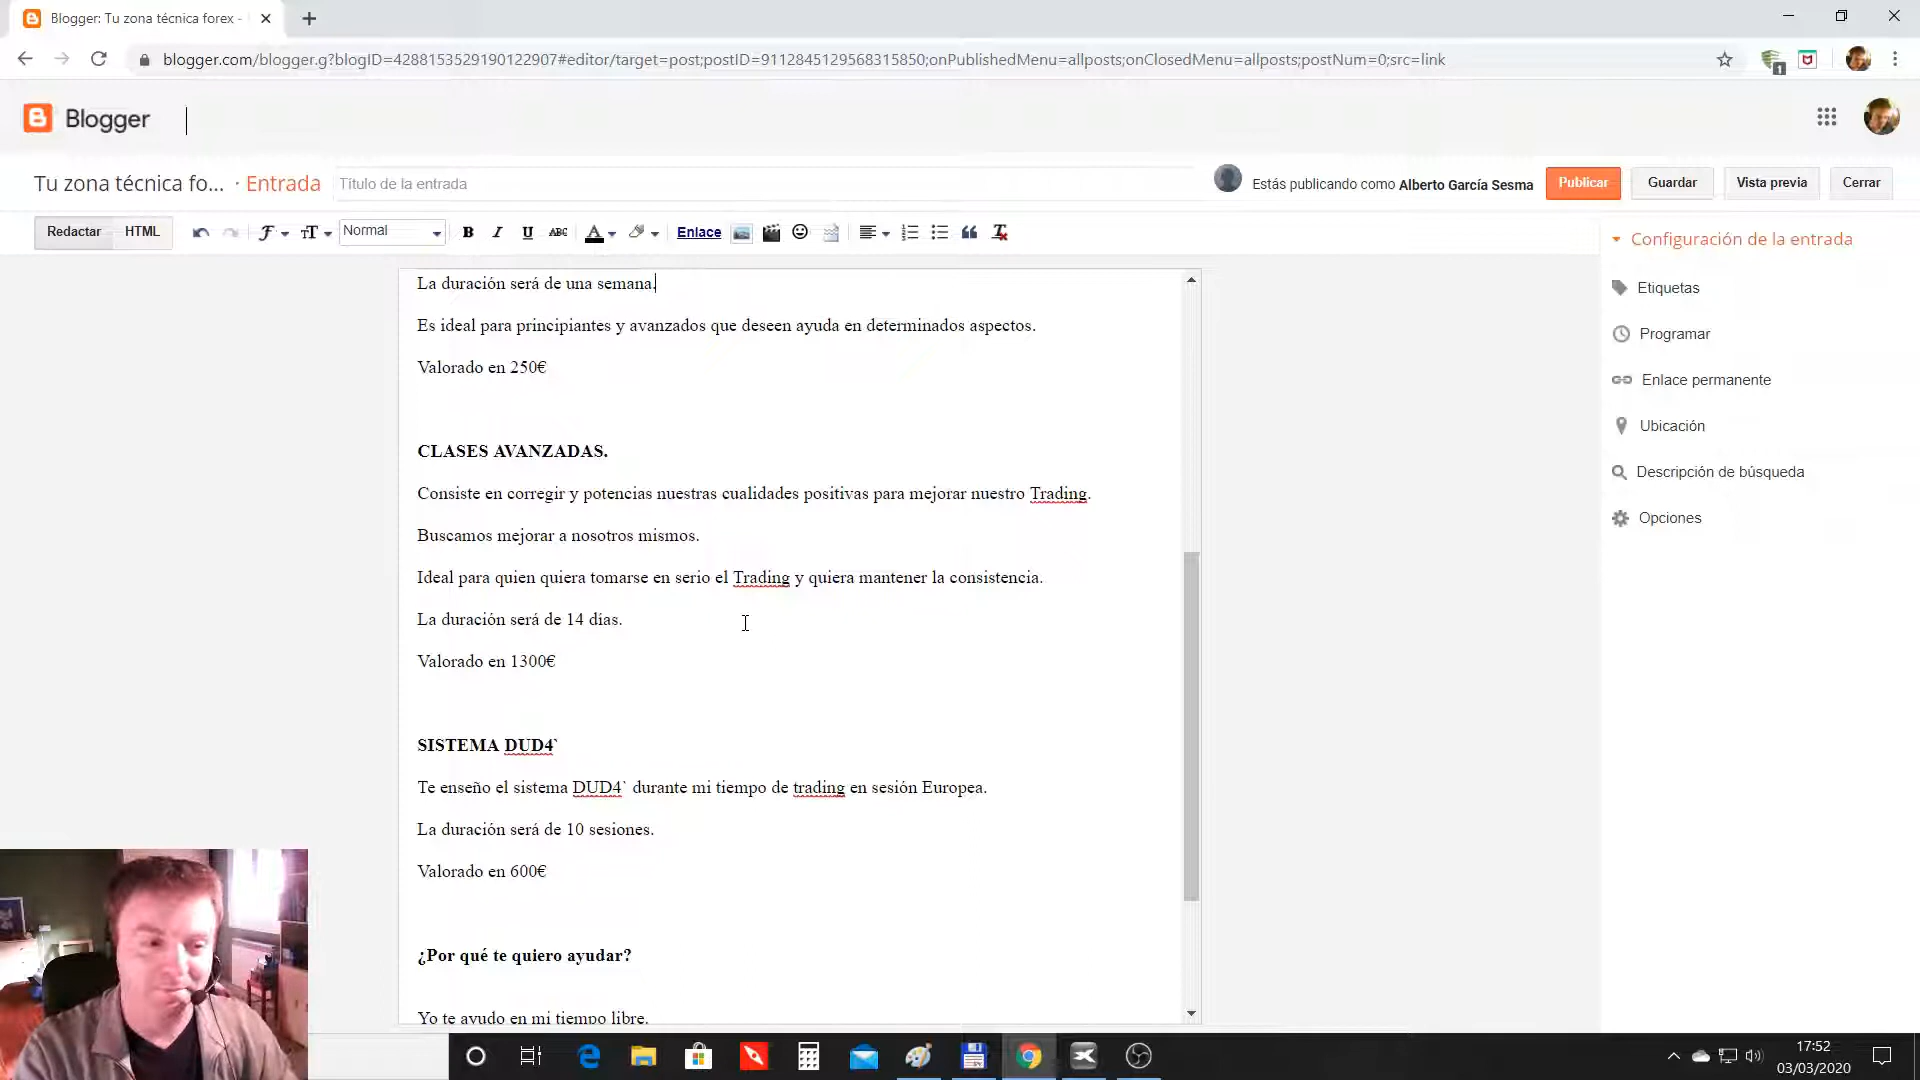 Blogger: Tu zona técnica forex -
blogger.com/blogger.g?blogID=4288153529190122907#editor/target=post;postID=9112845129568315850;onPublishedMenu=allposts;onClosedMenu=allposts;postNum=0;src=link
1
Blogger
Tu zona técnica fo... · Entrada
Título de la entrada
Estás publicando como Alberto García Sesma
Publicar
Guardar
Vista previa
Cerrar
Redactar
HTML
Normal
B
I
U
ABC
A
Enlace
Configuración de la entrada
Etiquetas
Programar
Enlace permanente
Ubicación
Descripción de búsqueda
Opciones
La duración será de una semana.
Es ideal para principiantes y avanzados que deseen ayuda en determinados aspectos.
Valorado en 250€
CLASES AVANZADAS.
Consiste en corregir y potencias nuestras cualidades positivas para mejorar nuestro Trading.
Buscamos mejorar a nosotros mismos.
Ideal para quien quiera tomarse en serio el Trading y quiera mantener la consistencia.
La duración será de 14 días.
Valorado en 1300€
SISTEMA DUD4`
Te enseño el sistema DUD4` durante mi tiempo de trading en sesión Europea.
La duración será de 10 sesiones.
Valorado en 600€
¿Por qué te quiero ayudar?
Yo te ayudo en mi tiempo libre.
17:52
03/03/2020